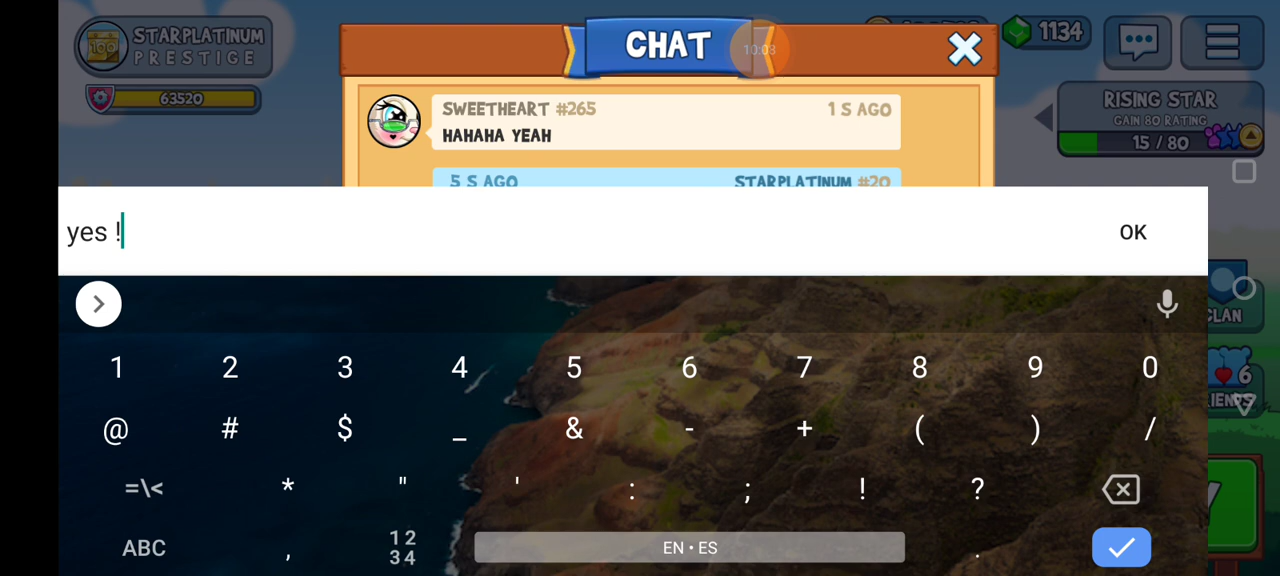 STARPLATINUM
PRESTIGE
100
63520
CHAT
10:03
1134
SWEETHEART #265
1 S AGO
HAHAHA YEAH
5 S AGO
STARPLATINUM #20
RISING STAR
GAIN 80 RATING
15 / 80
yes !
OK
CLAN
6
1 2 3 4 5 6 7 8 9 0
@ # $ _ & - + ( ) /
=\< * " ' : ; ! ?
ABC , 12 34 EN • ES .